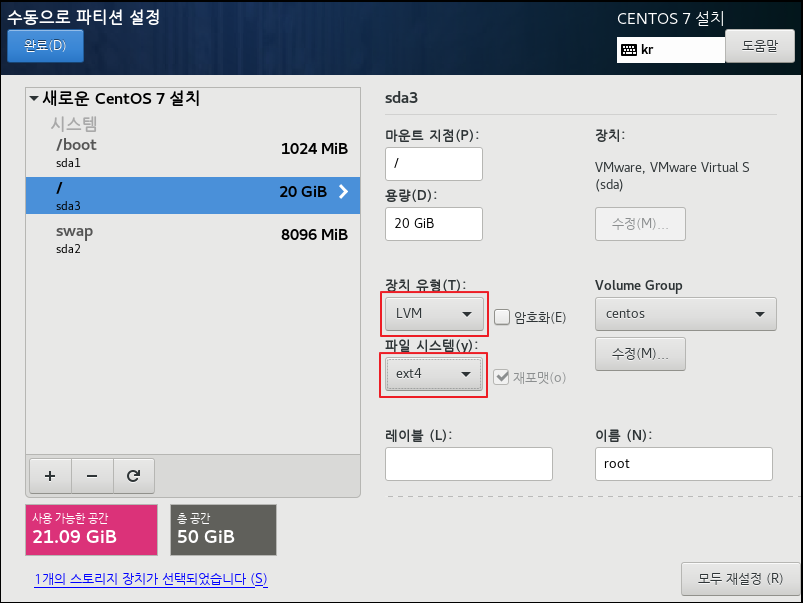 수동으로 파티션 설정
완료(D)
CENTOS 7 설치
kr
도움말
새로운 CentOS 7 설치
시스템
/boot
sda1
1024 MiB
/
sda3
20 GiB
swap
sda2
8096 MiB
사용 가능한 공간
21.09 GiB
총 공간
50 GiB
1개의 스토리지 장치가 선택되었습니다 (S)
sda3
마운트 지점(P):
/
용량(D):
20 GiB
장치:
VMware, VMware Virtual S
(sda)
수정(M)...
장치 유형(T):
LVM
암호화(E)
Volume Group
centos
수정(M)...
파일 시스템(y):
ext4
재포맷(o)
레이블 (L):
이름 (N):
root
모두 재설정 (R)